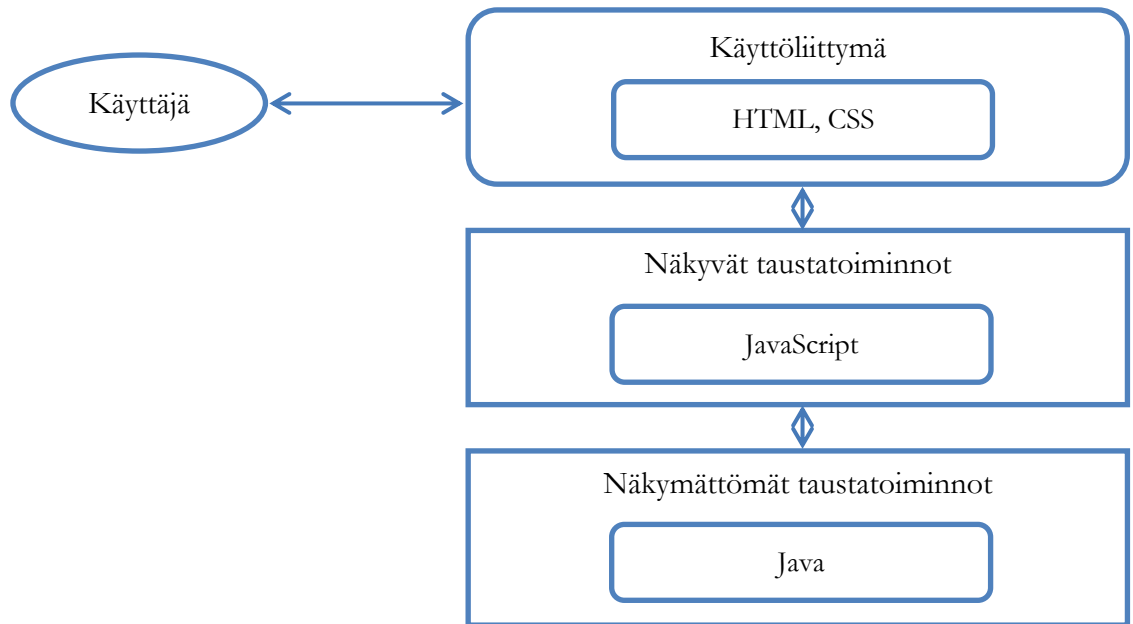 Käyttöliittymä
Käyttäjä
HTML, CSS
Näkyvät taustatoiminnot
JavaScript
Näkymättömät taustatoiminnot
Java